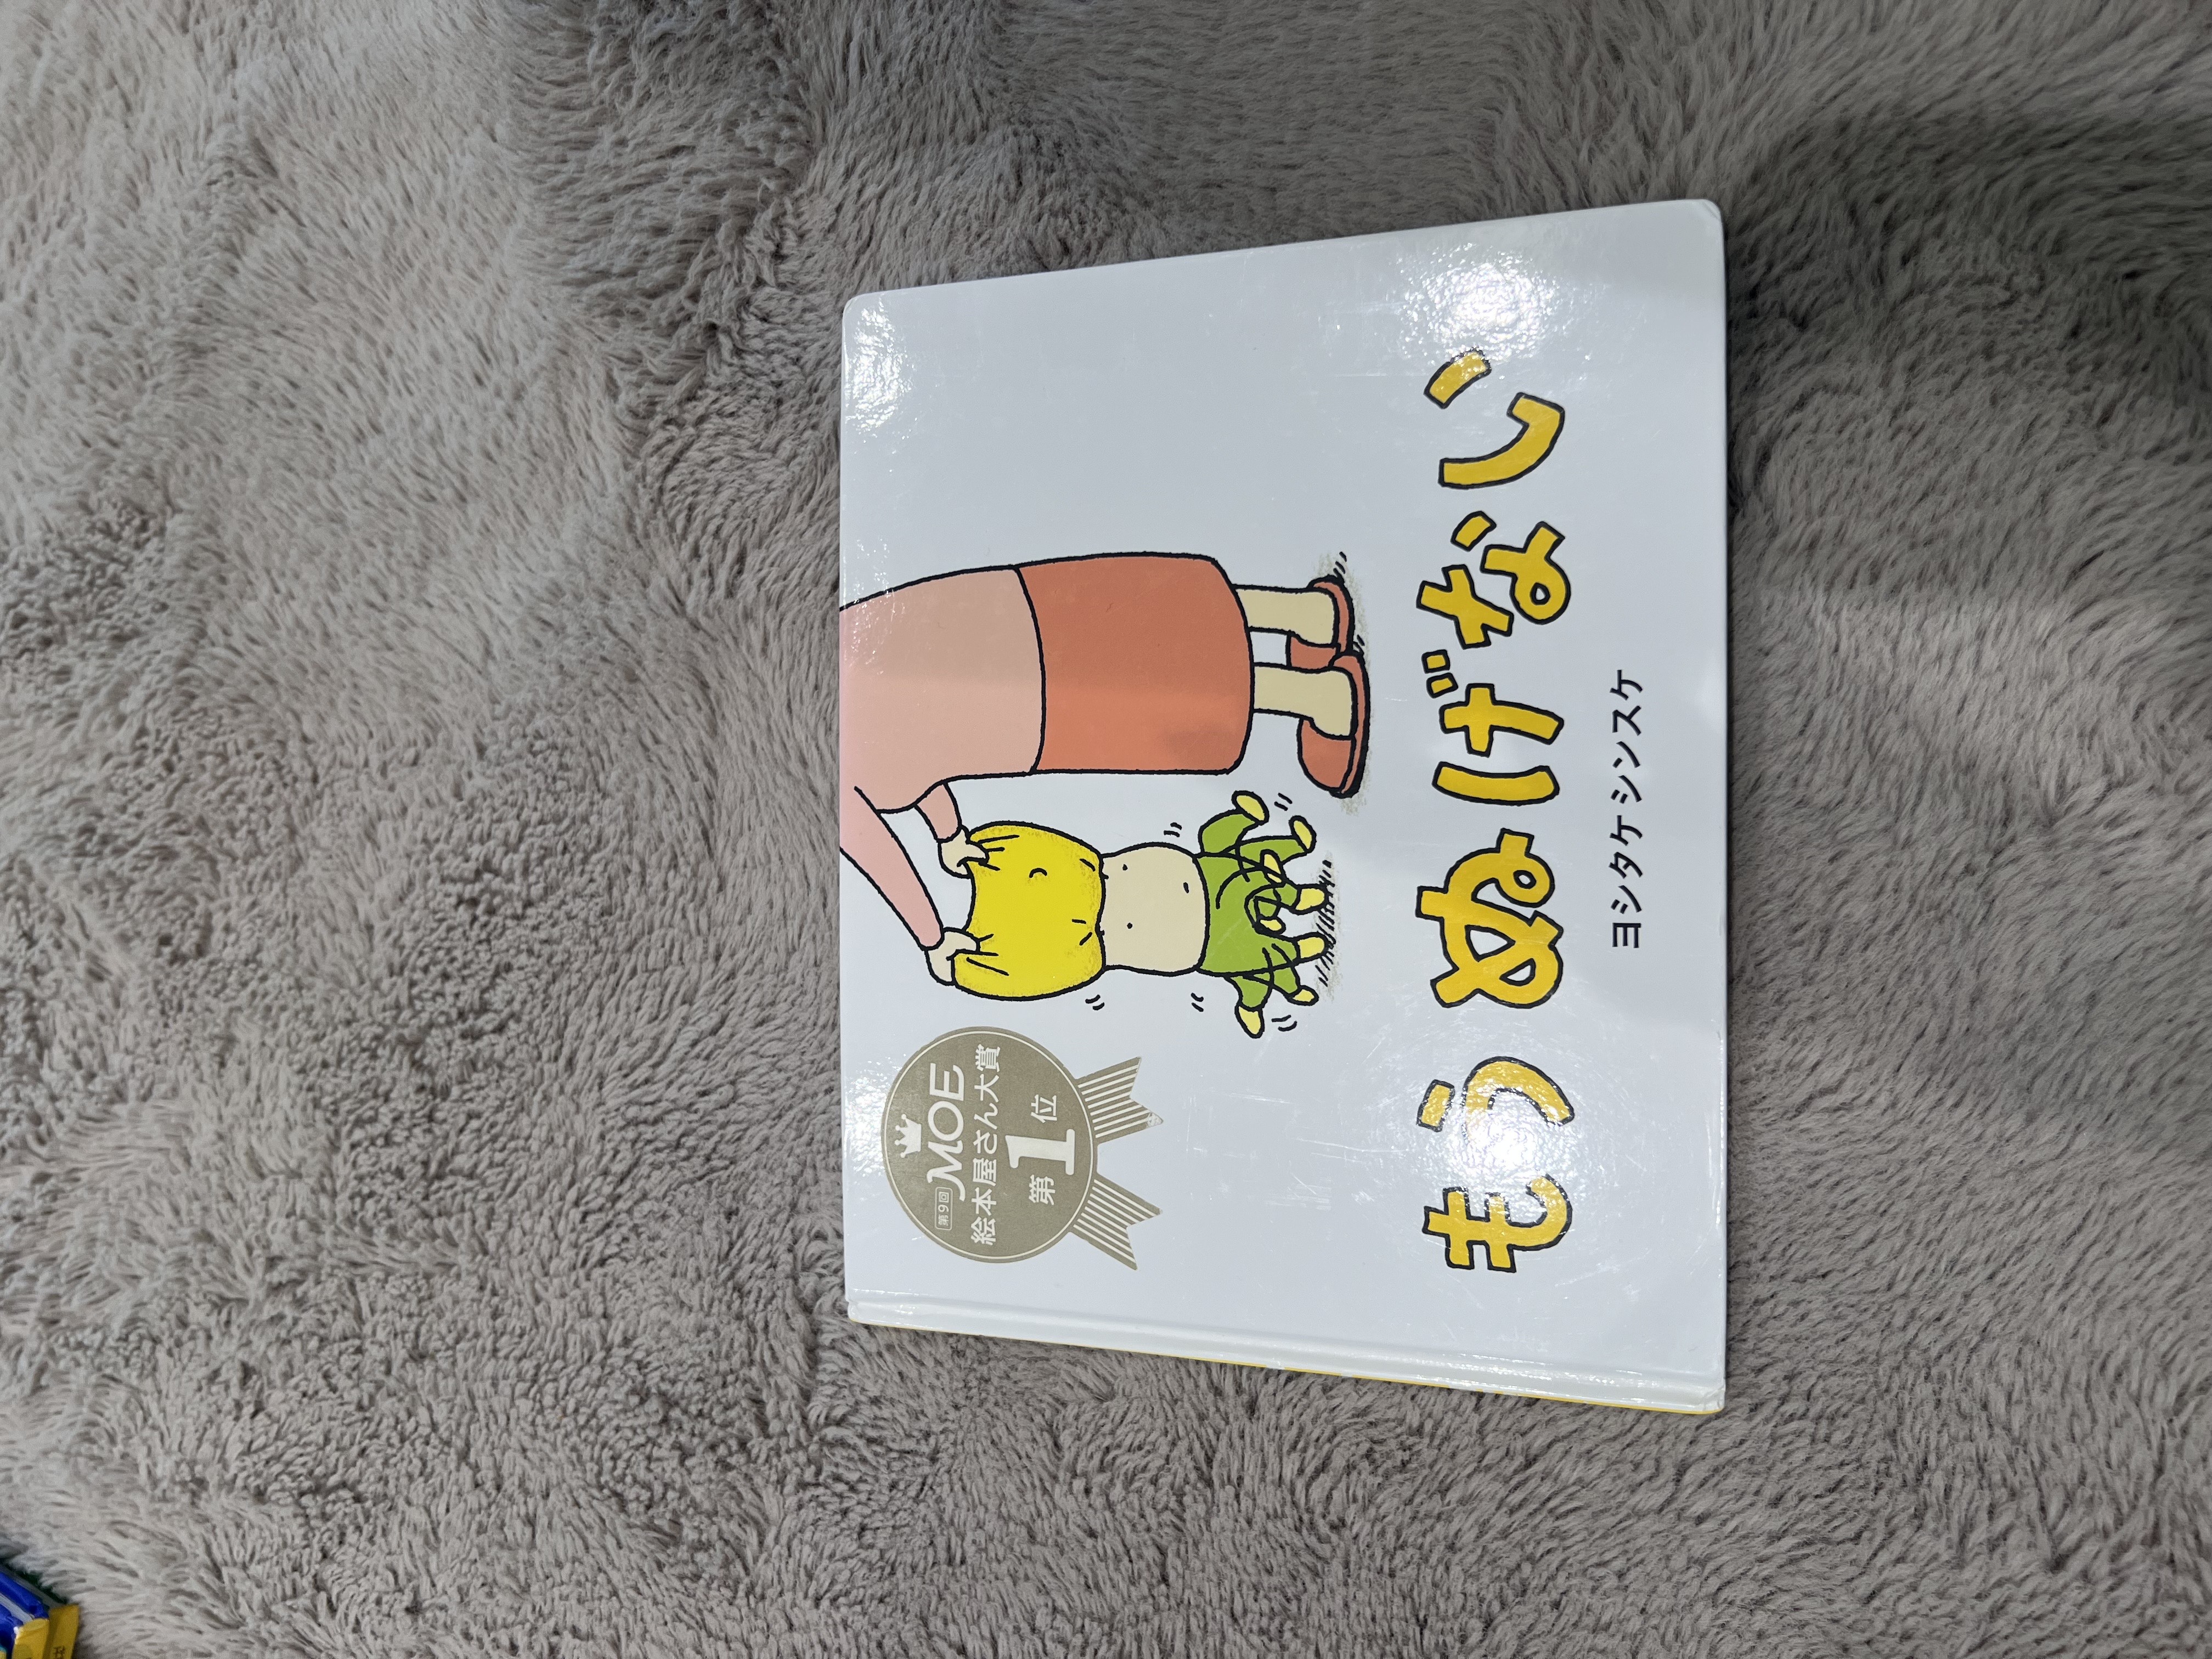 第9回
MOE
絵本屋さん大賞
第1位
もう ぬげない
ヨシタケシンスケ